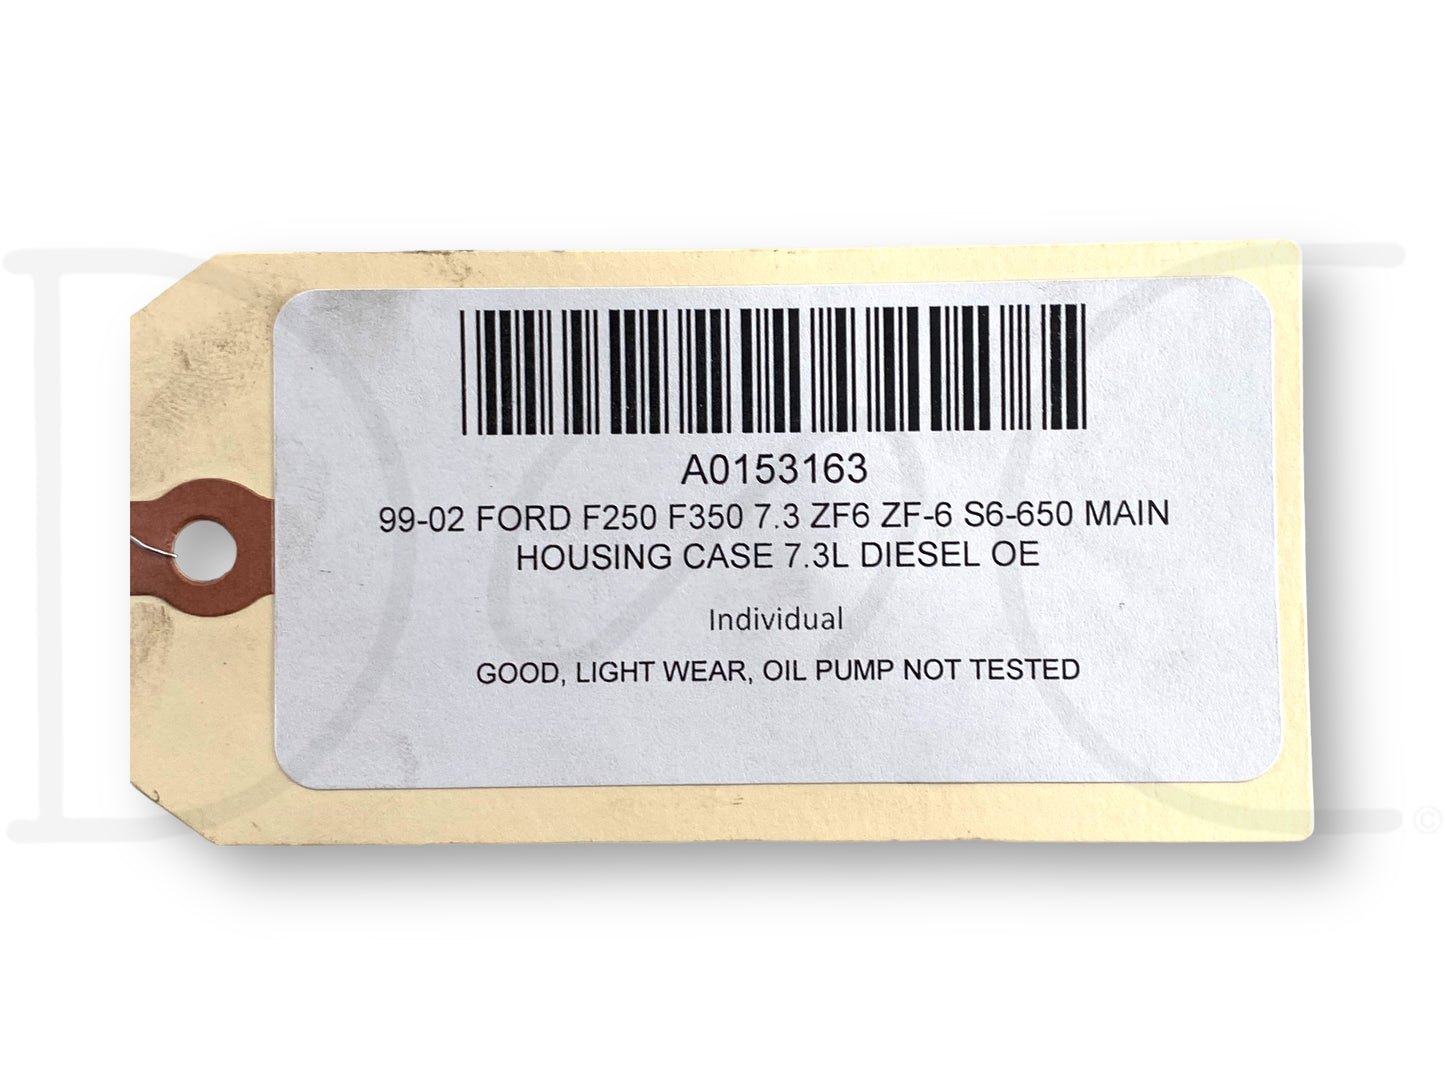 A0153163
99-02 FORD F250 F350 7.3 ZF6 ZF-6 S6-650 MAIN
HOUSING CASE 7.3L DIESEL OE
Individual
GOOD, LIGHT WEAR, OIL PUMP NOT TESTED
©